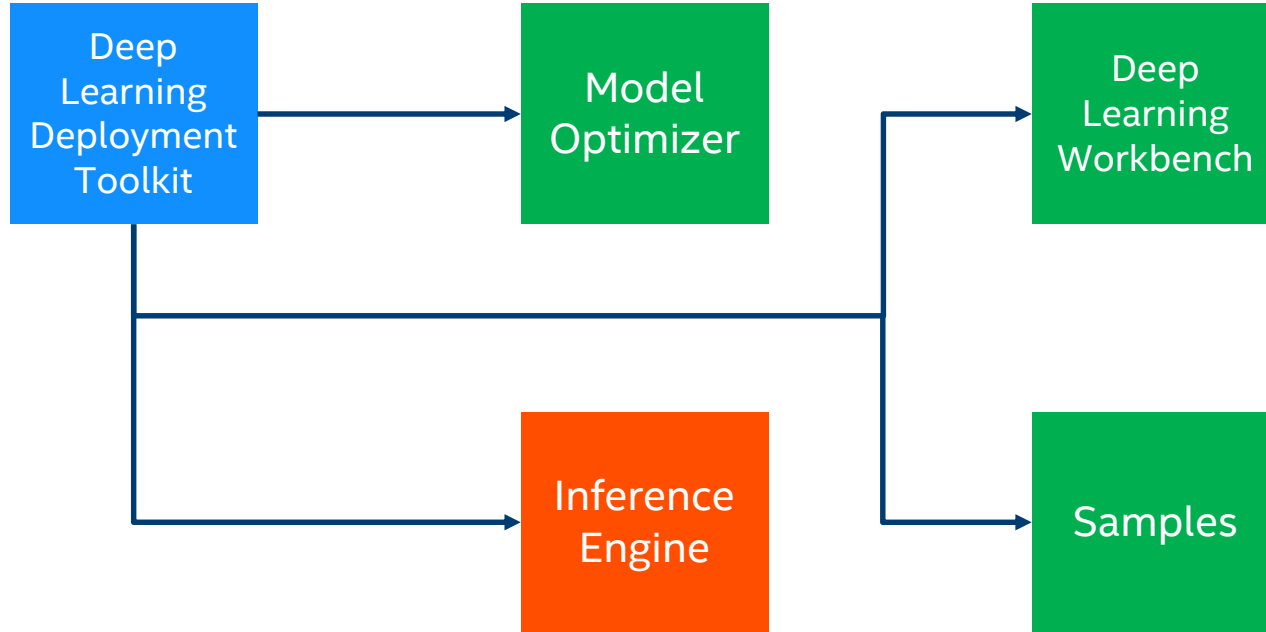 Deep
Learning
Deployment
Toolkit
Model
Optimizer
Deep
Learning
Workbench
Inference
Engine
Samples